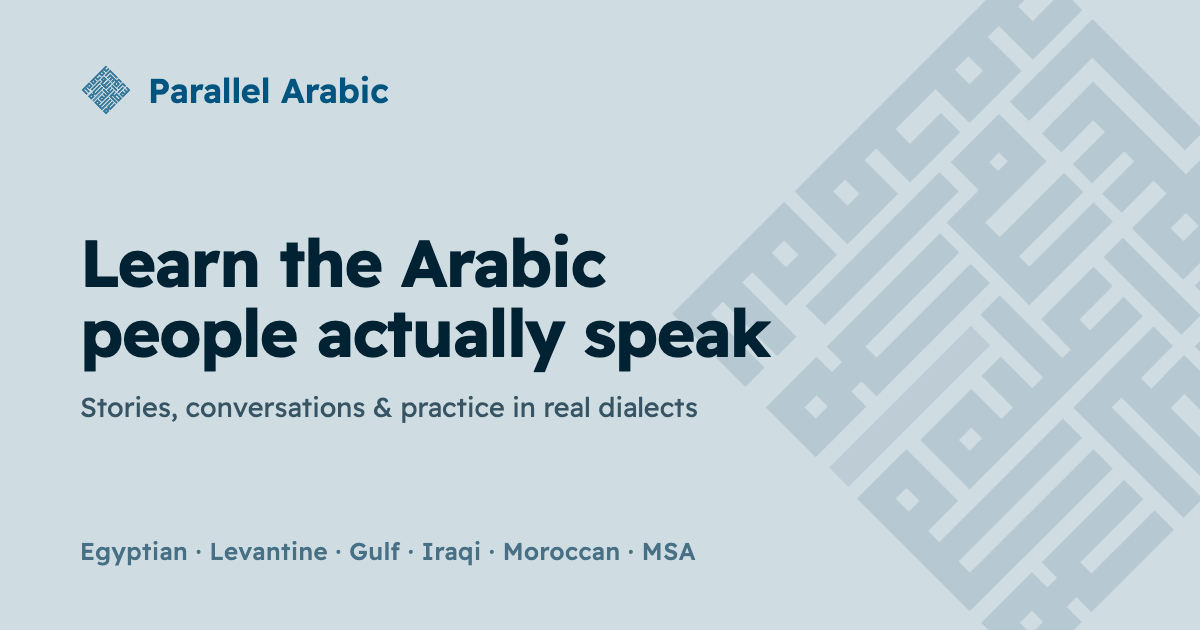 Parallel Arabic
Learn the Arabic
people actually speak
Stories, conversations & practice in real dialects
Egyptian · Levantine · Gulf · Iraqi · Moroccan · MSA